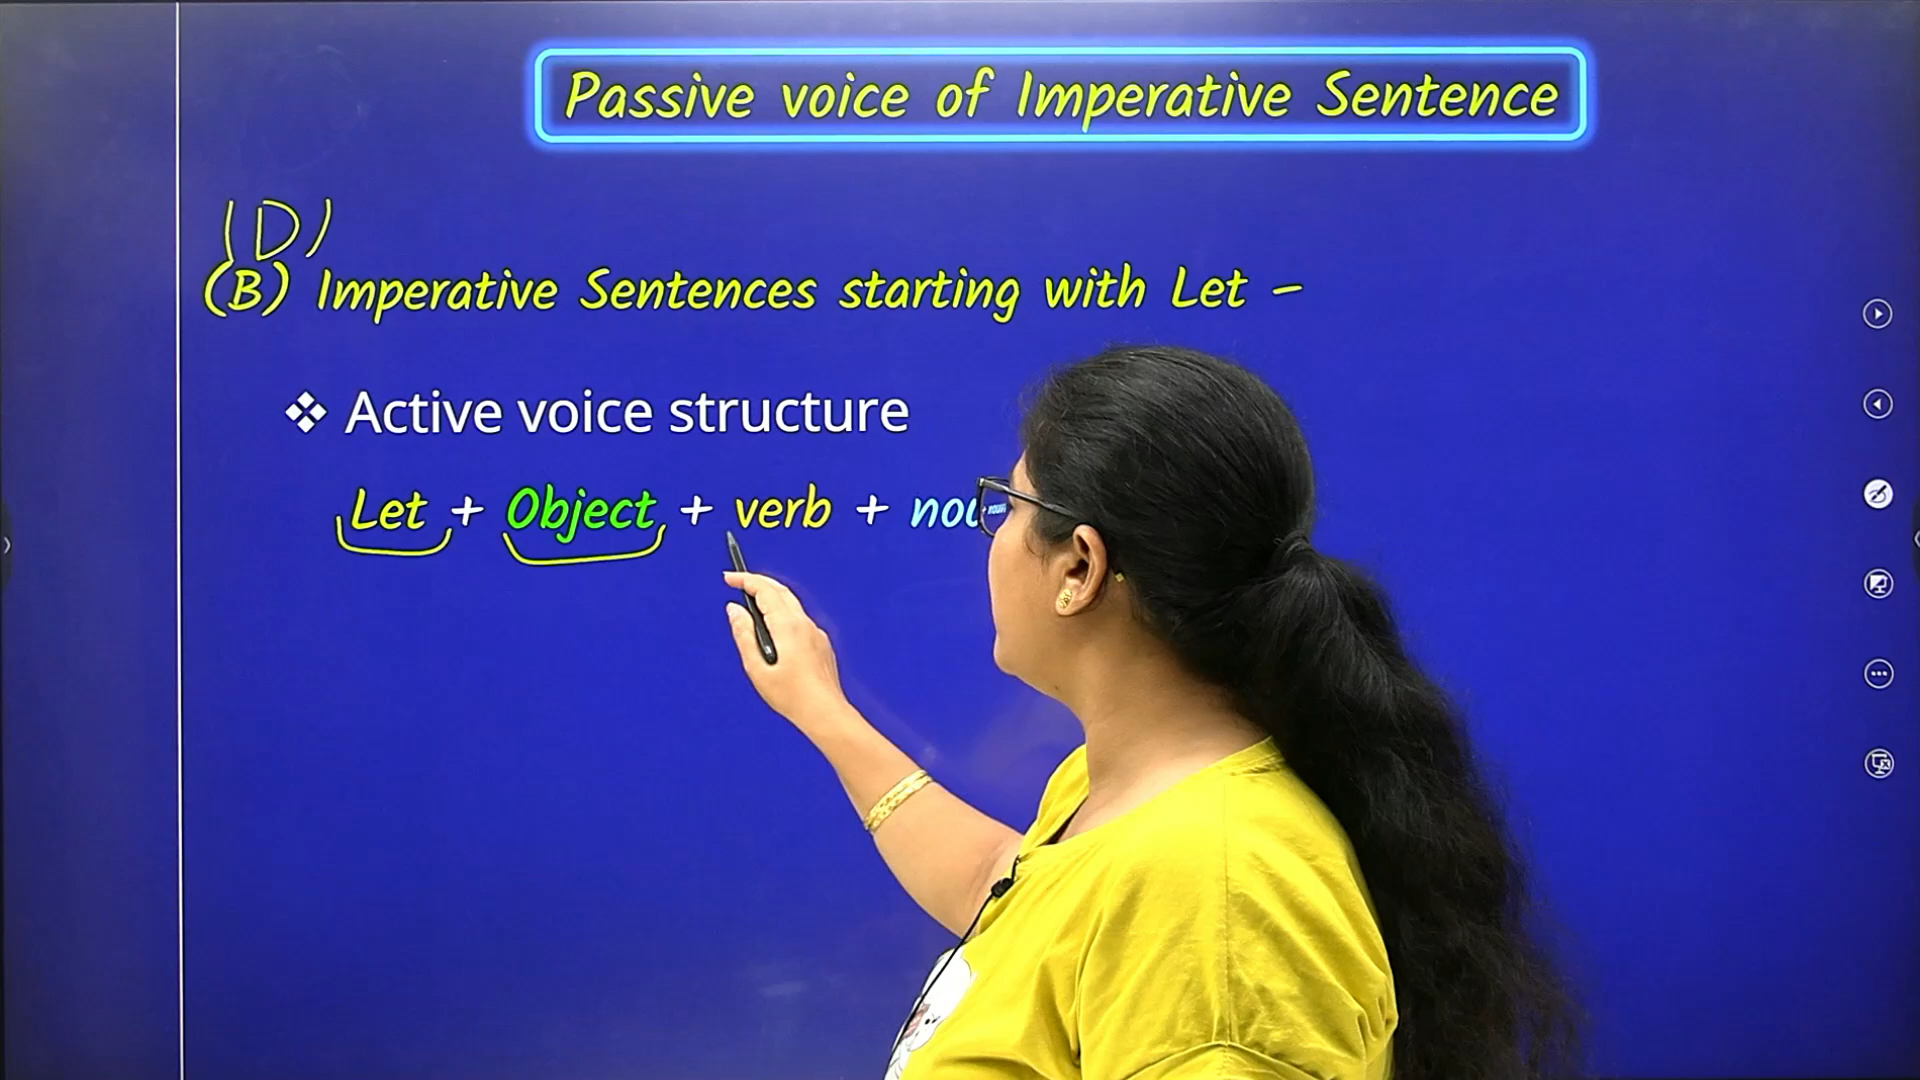 Passive voice of Imperative Sentence
(D)
(B) Imperative Sentences starting with Let –
❖ Active voice structure
Let + Object + verb +